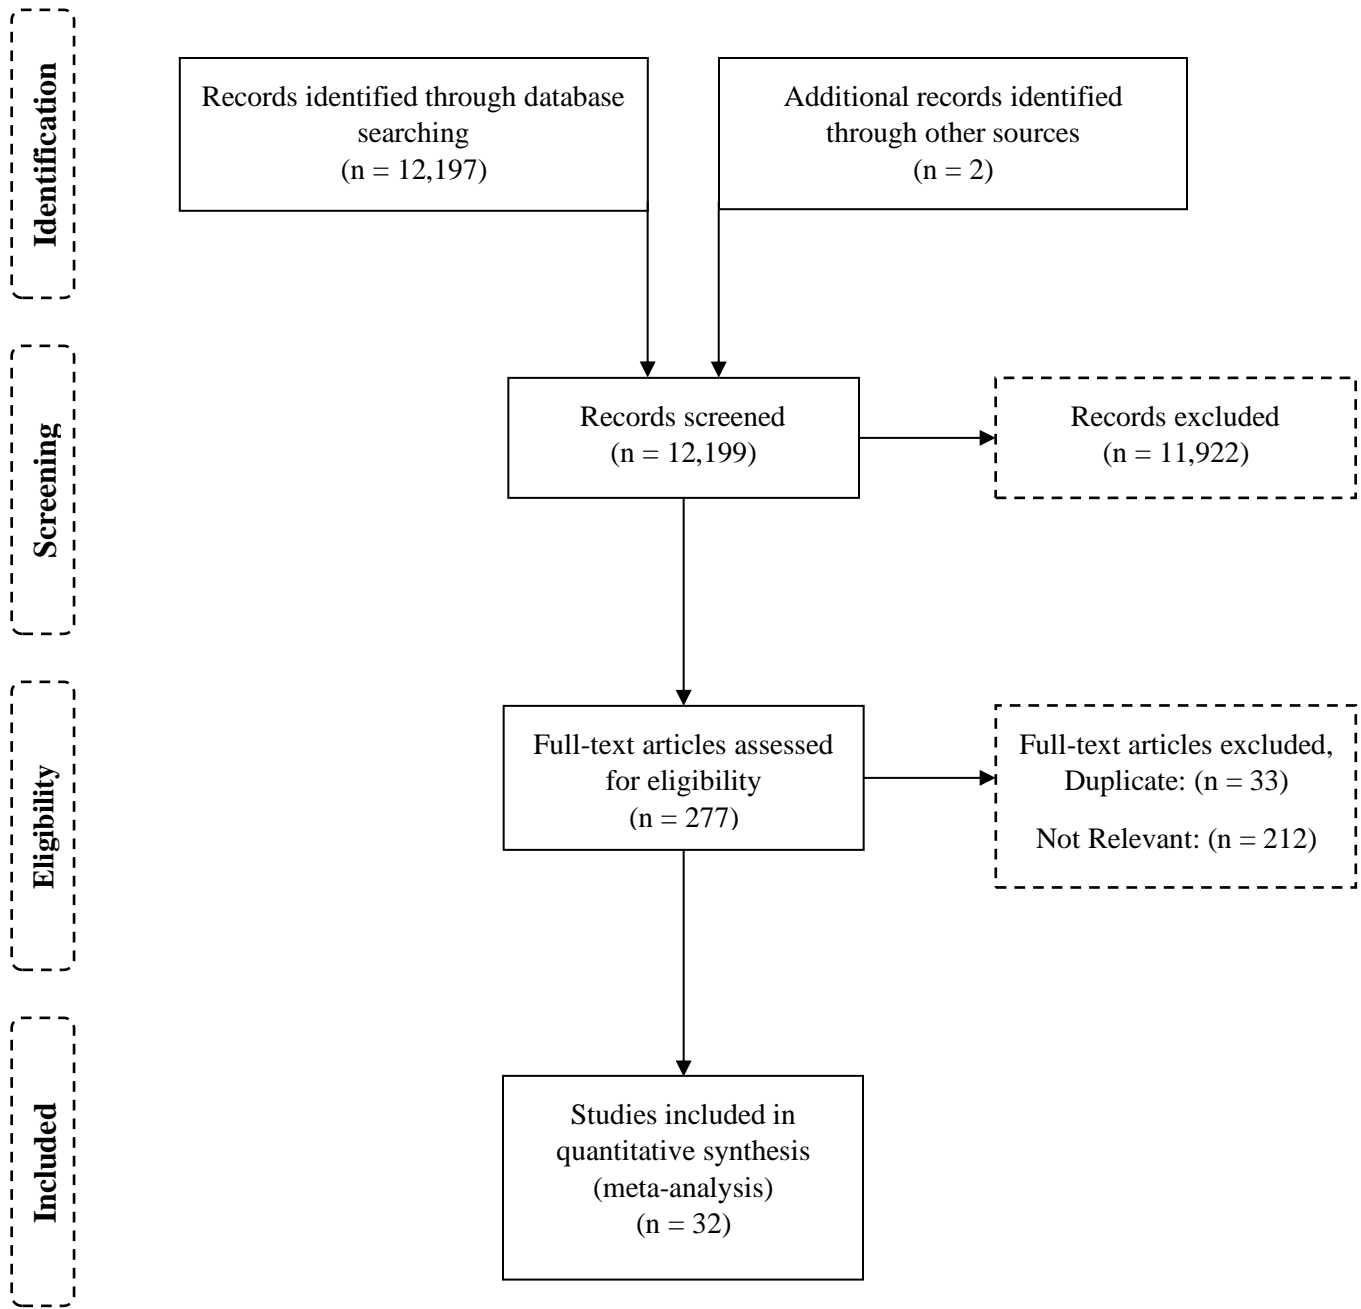 Identification
Records identified through database
searching
(n = 12,197)
Additional records identified
through other sources
(n = 2)
Screening
Records screened
(n = 12,199)
Records excluded
(n = 11,922)
Eligibility
Full-text articles assessed
for eligibility
(n = 277)
Full-text articles excluded,
Duplicate: (n = 33)
Not Relevant: (n = 212)
Included
Studies included in
quantitative synthesis
(meta-analysis)
(n = 32)